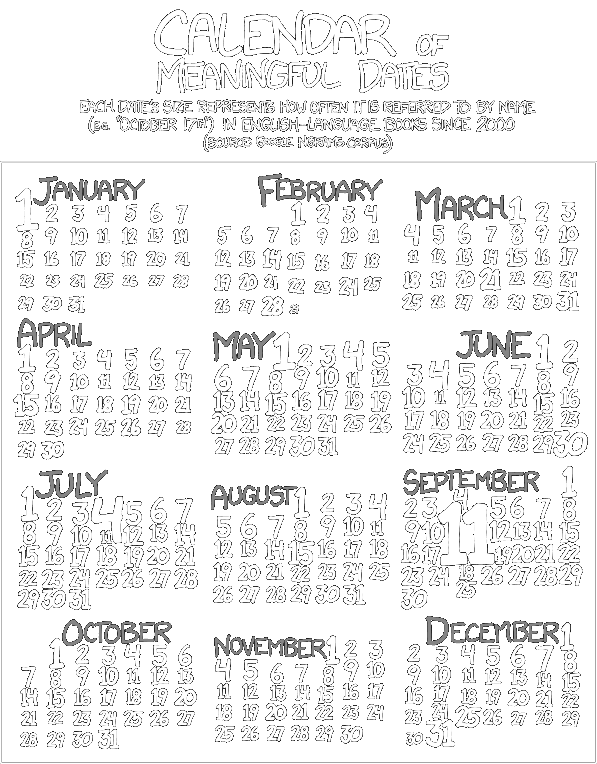 CALENDAR OF
MEANINGFUL DATES
EACH DATE'S SIZE REPRESENTS HOW OFTEN IT IS REFERRED TO BY NAME
(E.G. "OCTOBER 17TH") IN ENGLISH-LANGUAGE BOOKS SINCE 2000
(SOURCE: GOOGLE NGRAMS CORPUS)
JANUARY
1 2 3 4 5 6 7
8 9 10 11 12 13 14
15 16 17 18 19 20 21
22 23 24 25 26 27 28
29 30 31
FEBRUARY
1 2 3 4
5 6 7 8 9 10 11
12 13 14 15 16 17 18
19 20 21 22 23 24 25
26 27 28 29
MARCH 1 2 3
4 5 6 7 8 9 10
11 12 13 14 15 16 17
18 19 20 21 22 23 24
25 26 27 28 29 30 31
APRIL
1 2 3 4 5 6 7
8 9 10 11 12 13 14
15 16 17 18 19 20 21
22 23 24 25 26 27 28
29 30
MAY 1 2 3 4 5
6 7 8 9 10 11 12
13 14 15 16 17 18 19
20 21 22 23 24 25 26
27 28 29 30 31
JUNE 1 2
3 4 5 6 7 8 9
10 11 12 13 14 15 16
17 18 19 20 21 22 23
24 25 26 27 28 29 30
JULY
1 2 3 4 5 6 7
8 9 10 11 12 13 14
15 16 17 18 19 20 21
22 23 24 25 26 27 28
29 30 31
AUGUST 1 2 3 4
5 6 7 8 9 10 11
12 13 14 15 16 17 18
19 20 21 22 23 24 25
26 27 28 29 30 31
SEPTEMBER 1
2 3 4 5 6 7 8
9 10 11 12 13 14 15
16 17 19 20 21 22
23 24 18 26 27 28 29
30 25
OCTOBER
1 2 3 4 5 6
7 8 9 10 11 12 13
14 15 16 17 18 19 20
21 22 23 24 25 26 27
28 29 30 31
NOVEMBER 1 2 3
4 5 6 7 8 9 10
11 12 13 14 15 16 17
18 19 20 21 22 23 24
25 26 27 28 29 30
DECEMBER 1
2 3 4 5 6 7 8
9 10 11 12 13 14 15
16 17 18 19 20 21 22
23 24 25 26 27 28 29
30 31